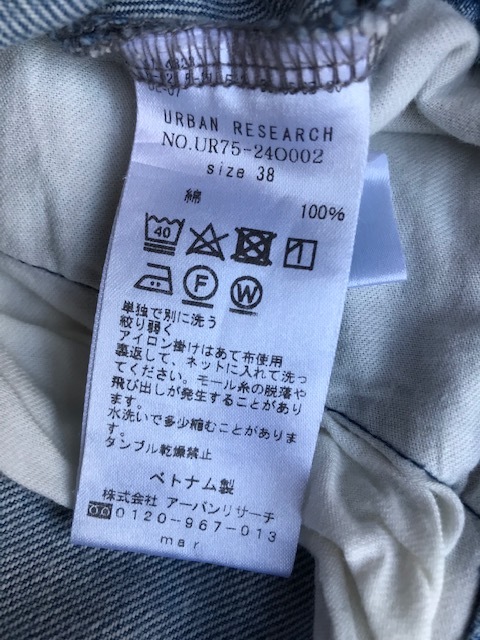 URBAN RESEARCH
NO.UR75-24O002
size 38
綿 100%
40
F W
単独で別に洗う
絞り弱く
アイロン掛けはあて布使用
裏返して、ネットに入れて洗っ
てください。モール糸の脱落や
飛び出しが発生することがあり
ます。
水洗いで多少縮むことがありま
す。
タンブル乾燥禁止
ベトナム製
株式会社 アーバンリサーチ
0120-967-013
mar